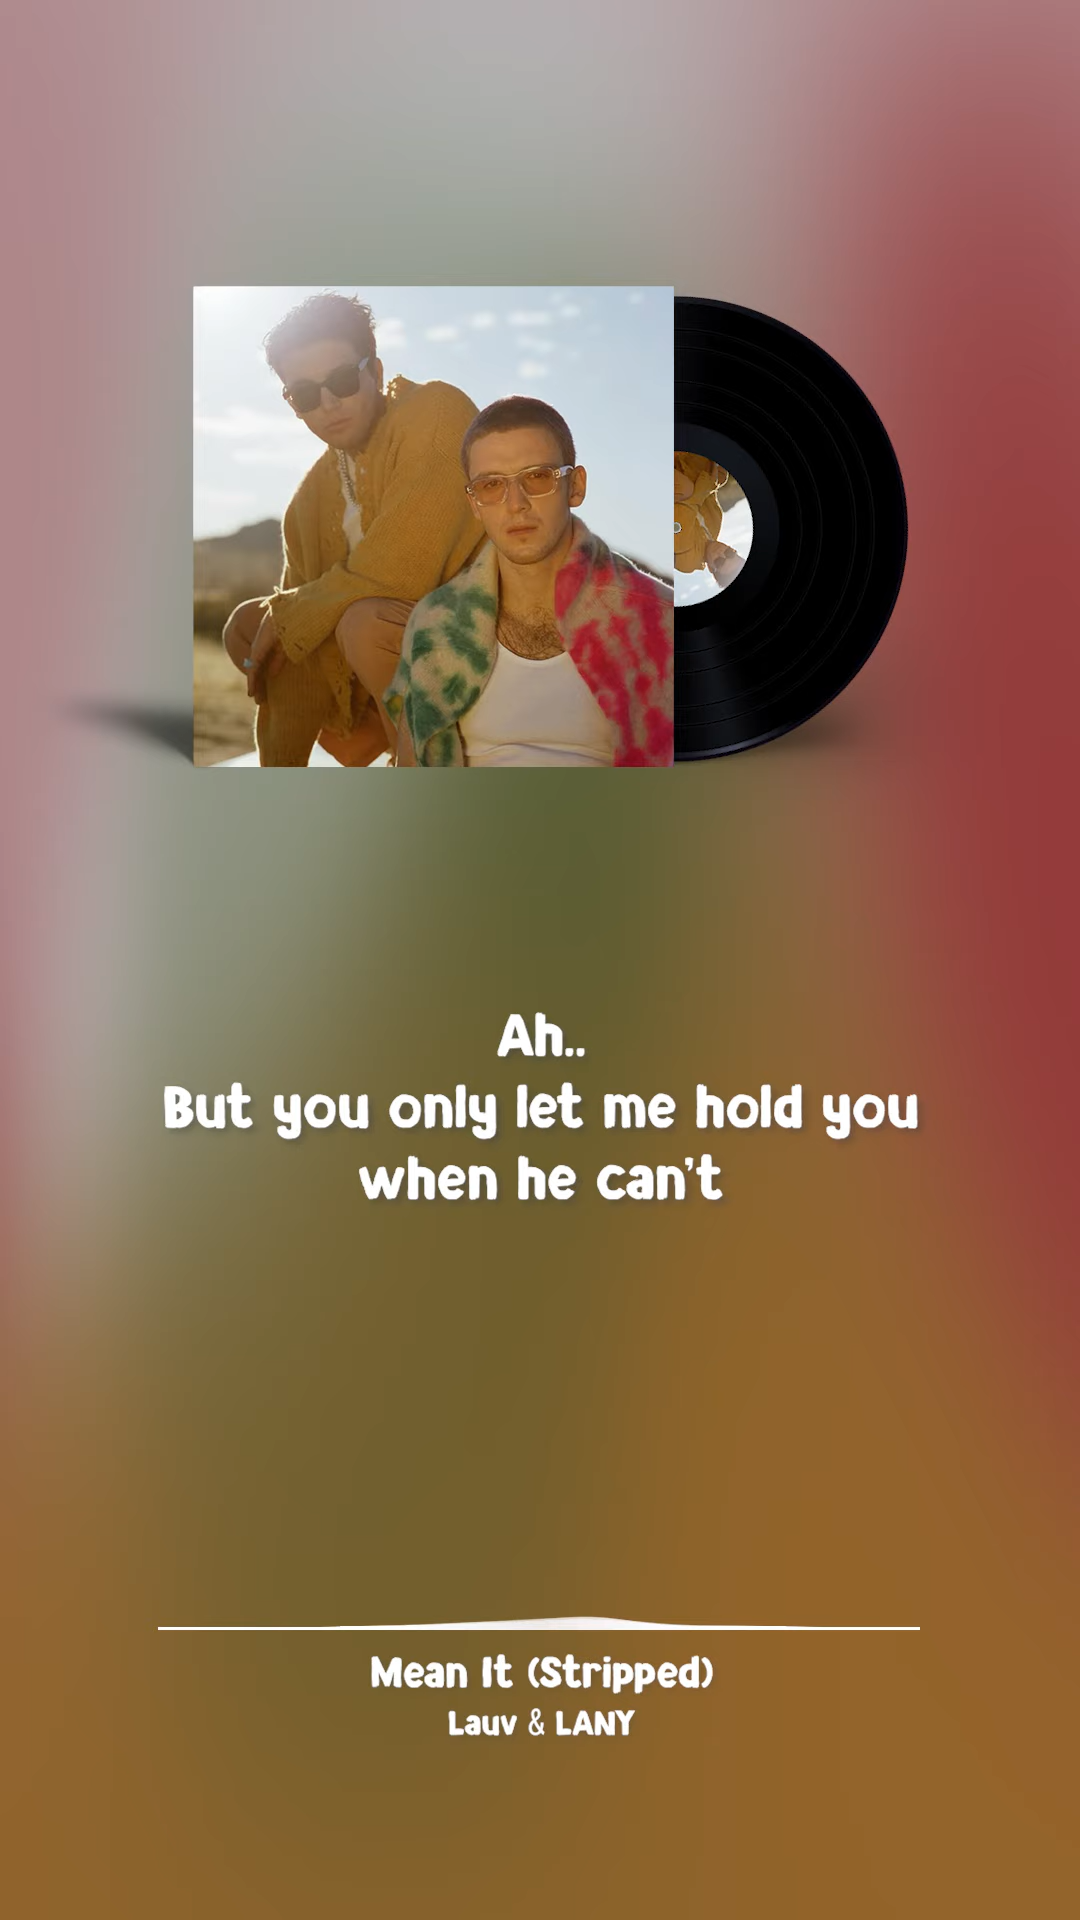 Ah..
But you only let me hold you
when he can't
Mean It (Stripped)
Lauv & LANY